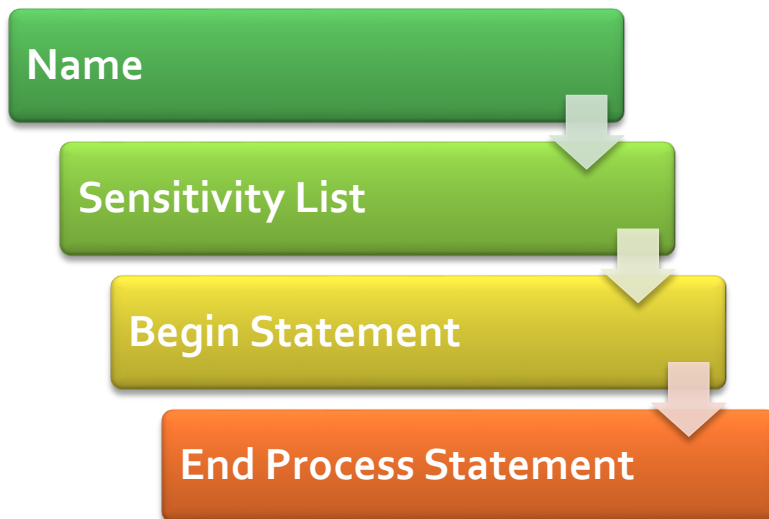 Name
Sensitivity List
Begin Statement
End Process Statement